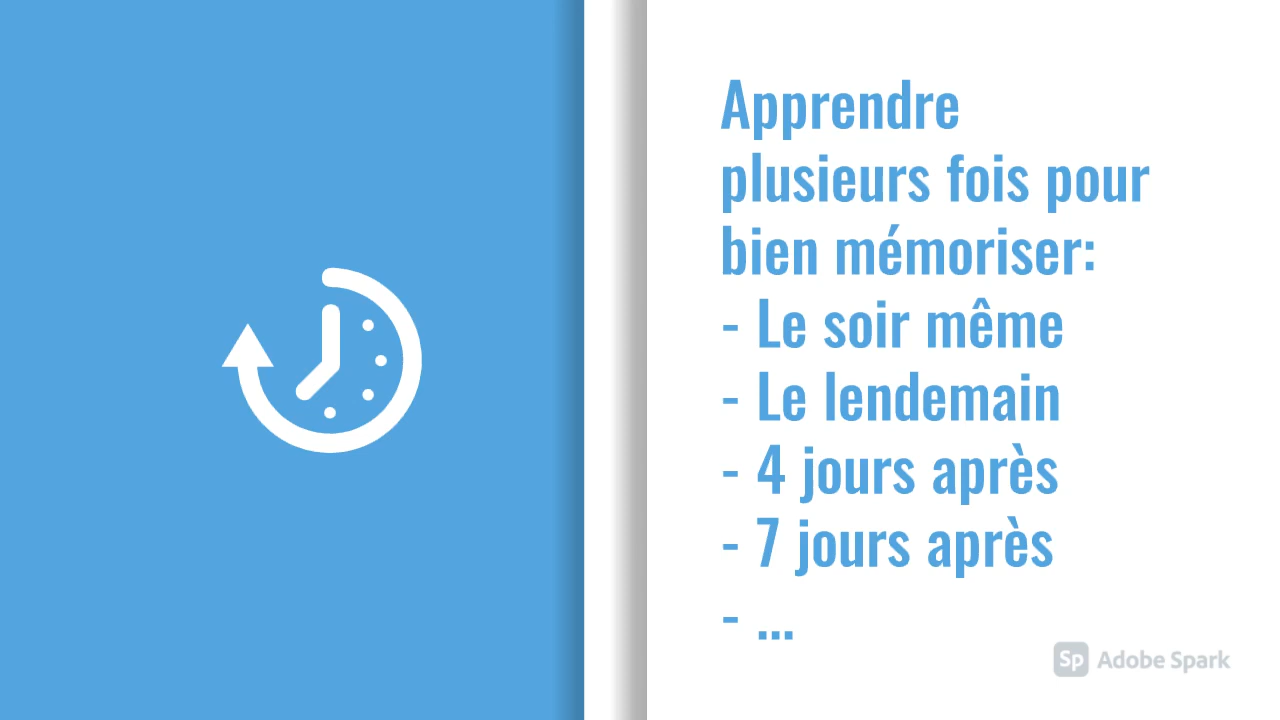 Apprendre
plusieurs fois pour
bien mémoriser:
- Le soir même
- Le lendemain
- 4 jours après
- 7 jours après
- ...
Sp Adobe Spark